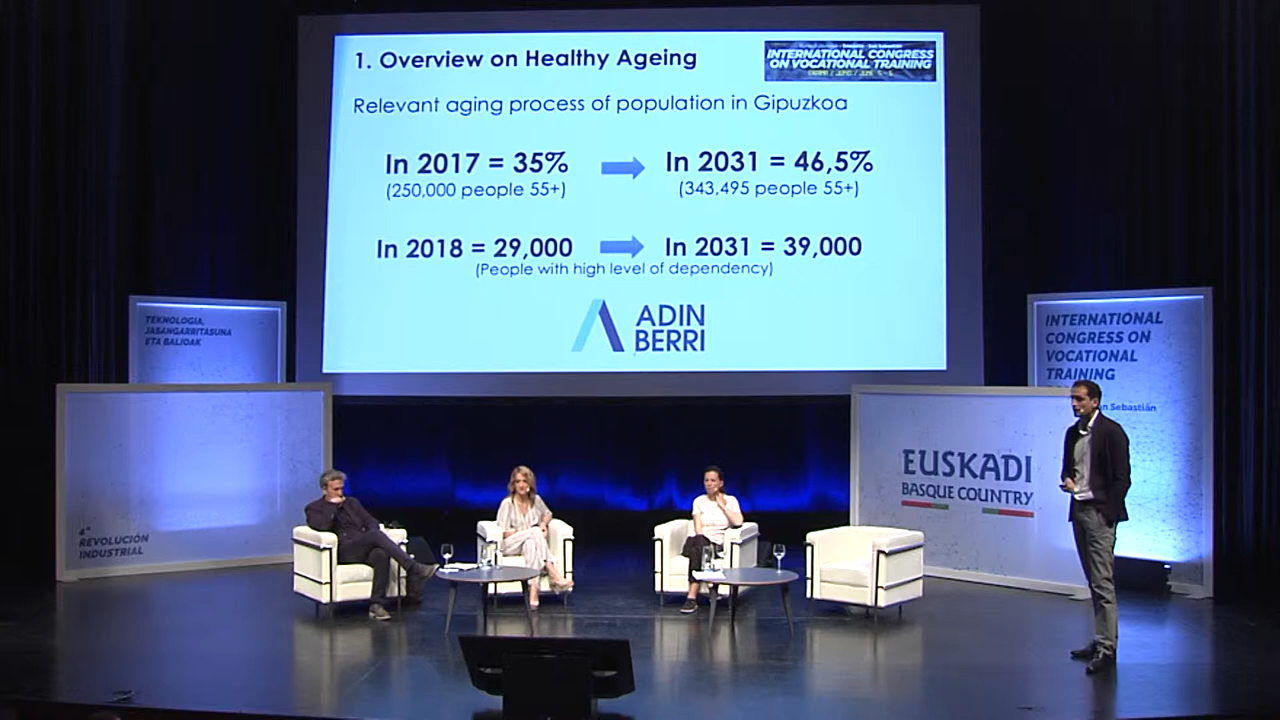 1. Overview on Healthy Ageing
INTERNATIONAL CONGRESS
ON VOCATIONAL TRAINING
Relevant aging process of population in Gipuzkoa
In 2017 = 35%
In 2031 = 46,5%
(250,000 people 55+)
(343,495 people 55+)
In 2018 = 29,000
In 2031 = 39,000
(People with high level of dependency)
ADIN
BERRI
TEKNOLOGIA,
JASANGARRITASUNA
ETA BALIOAK
4ª
REVOLUCIÓN
INDUSTRIAL
INTERNATIONAL
CONGRESS ON
VOCATIONAL
TRAINING
Sebastián
EUSKADI
BASQUE COUNTRY